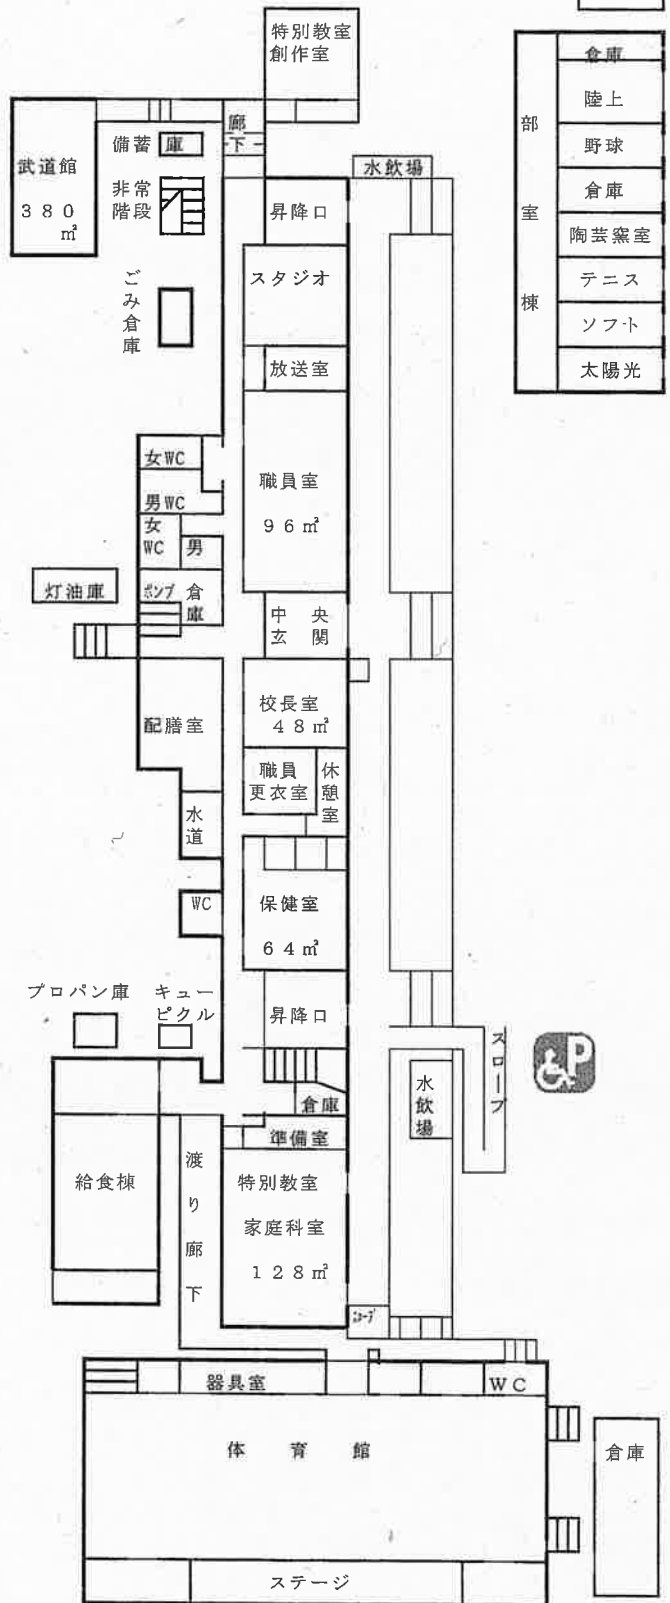 特別教室
創作室
倉庫
陸上
野球
倉庫
陶芸窯室
テニス
ソフト
太陽光
部室棟
武道館
380㎡
備蓄庫
廊下
水飲場
非常
階段
昇降口
ごみ倉庫
スタジオ
放送室
女WC
職員室
96㎡
男WC
女
WC
男
灯油庫
ポンプ
倉庫
中央
玄関
配膳室
校長室
48㎡
職員
更衣室
休憩室
水道
WC
保健室
64㎡
プロパン庫
キュー
ビクル
昇降口
スロープ
P
水飲場
倉庫
準備室
給食棟
渡り廊下
特別教室
家庭科室
128㎡
器具室
WC
体育館
倉庫
ステージ